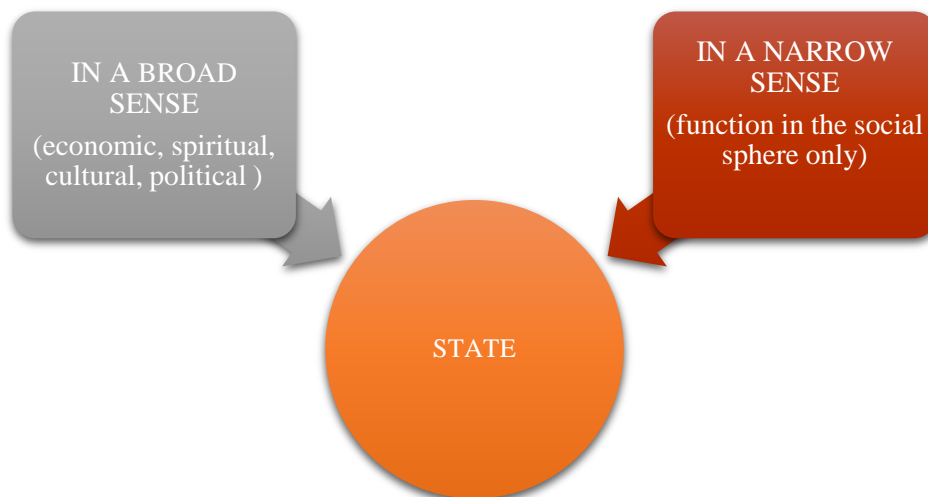 IN A BROAD
SENSE
(economic, spiritual,
cultural, political )
IN A NARROW
SENSE
(function in the social
sphere only)
STATE